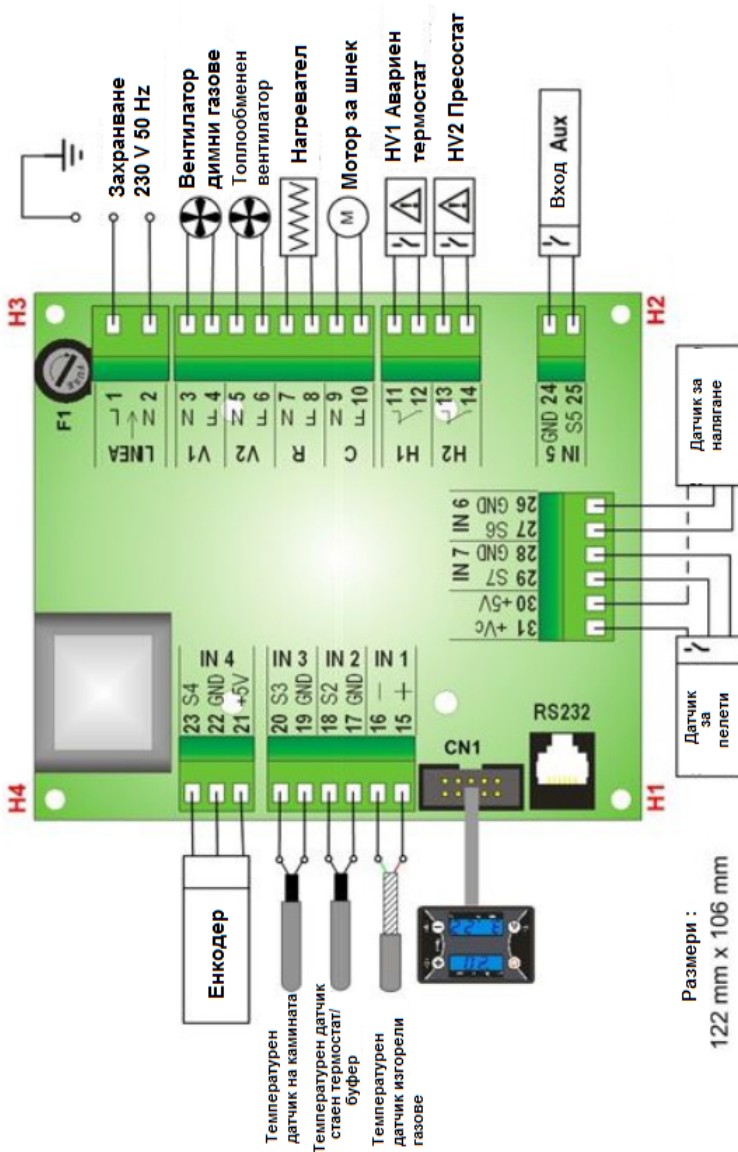 H4
H3
F1
Захранване
230 V 50 Hz
Вентилатор
димни газове
Топлообменен
вентилатор
Нагревател
Мотор за шнек
M
HV1 Авариен
термостат
HV2 Пресостат
Вход Aux
1 L
2 N
LINEA
3 N
4 F
V1
5 N
6 F
V2
7 N
8 F
R
9 N
10 F
C
11
12
H1
13
14
H2
GND 24
S5 25
IN 5
H2
IN 4
23 S4
22 GND
21 +5V
IN 3
20 S3
19 GND
IN 2
18 S2
17 GND
IN 1
16 –
15 +
CN1
RS232
IN 6
26 GND
27 S6
IN 7
28 GND
29 S7
30 +5V
31 +Vc
H1
Енкодер
Температурен
датчик на камината
Температурен датчик
стаен термостат/
буфер
Температурен
датчик изгорели
газове
Датчик
за
пелети
Датчик за
налягане
Размери :
122 mm x 106 mm